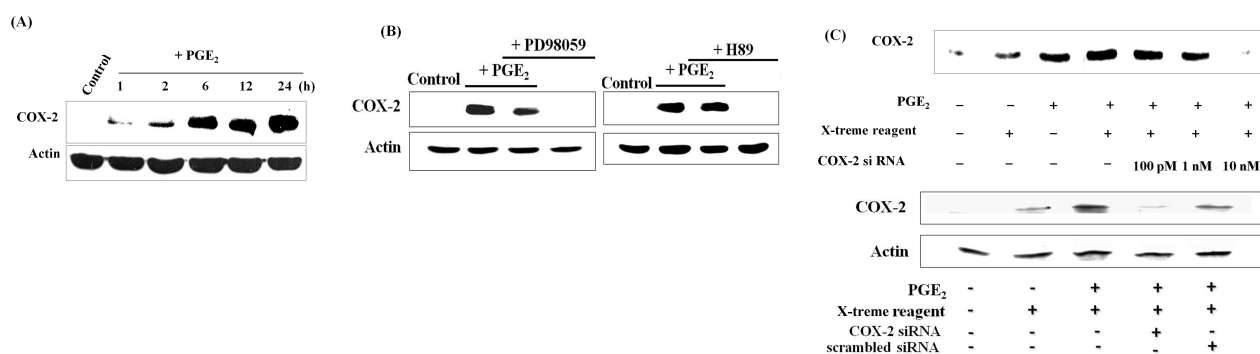 (A)
+ PGE₂
Control 1 2 6 12 24 (h)
COX-2
Actin
(B)
+ PD98059
Control + PGE₂
COX-2
Actin
+ H89
Control + PGE₂
(C)
COX-2
PGE₂ – – + + + + +
X-treme reagent – + – + + + +
COX-2 si RNA – – – – 100 pM 1 nM 10 nM
COX-2
Actin
PGE₂ - - + + +
X-treme reagent - + + + +
COX-2 siRNA - - - + -
scrambled siRNA - - - - +